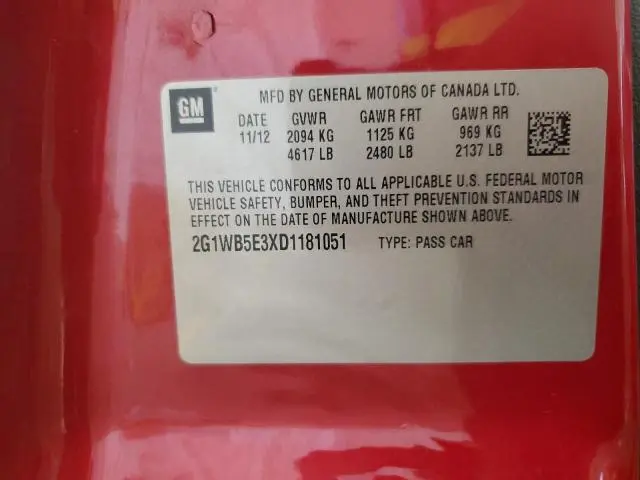 GM
MFD BY GENERAL MOTORS OF CANADA LTD.
DATE GVWR GAWR FRT GAWR RR
11/12 2094 KG 1125 KG 969 KG
4617 LB 2480 LB 2137 LB
THIS VEHICLE CONFORMS TO ALL APPLICABLE U.S. FEDERAL MOTOR
VEHICLE SAFETY, BUMPER, AND THEFT PREVENTION STANDARDS IN
EFFECT ON THE DATE OF MANUFACTURE SHOWN ABOVE.
2G1WB5E3XD1181051 TYPE: PASS CAR